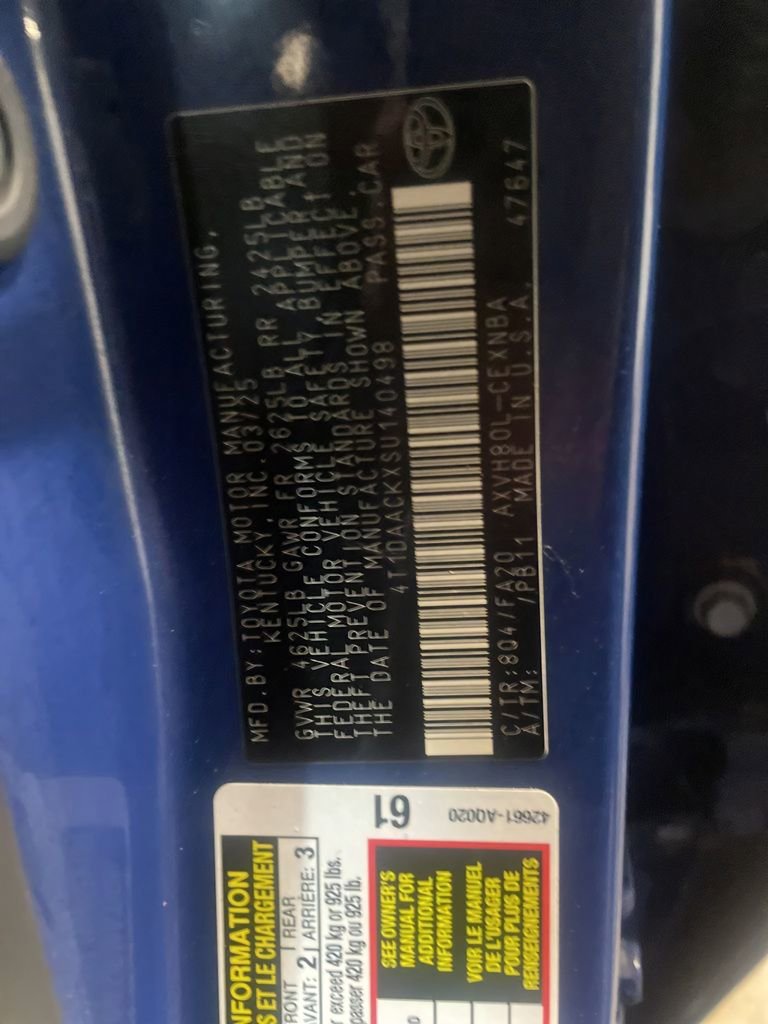 MFD.BY:TOYOTA MOTOR MANUFACTURING,
KENTUCKY, INC. 03/25
GVWR 4625LB GAWR FR 2625LB RR 2425LB
THIS VEHICLE CONFORMS TO ALL APPLICABLE
FEDERAL MOTOR VEHICLE SAFETY, BUMPER, AND
THEFT PREVENTION STANDARDS IN EFFECT ON
THE DATE OF MANUFACTURE SHOWN ABOVE.
4T1DAACKXSU140498 PASS.CAR
C/TR:8Q4/FA20 AXVH80L-CEXNBA
A/TM: /PB11 MADE IN U.S.A. 47647
61
42661-AQ020
NFORMATION
S ET LE CHARGEMENT
RONT REAR
AVANT: 2 ARRIÈRE: 3
r exceed 420 kg or 925 lbs.
passer 420 kg ou 925 lb.
SEE OWNER'S
MANUAL FOR
ADDITIONAL
INFORMATION
VOIR LE MANUEL
DE L'USAGER
POUR PLUS DE
RENSEIGNEMENTS